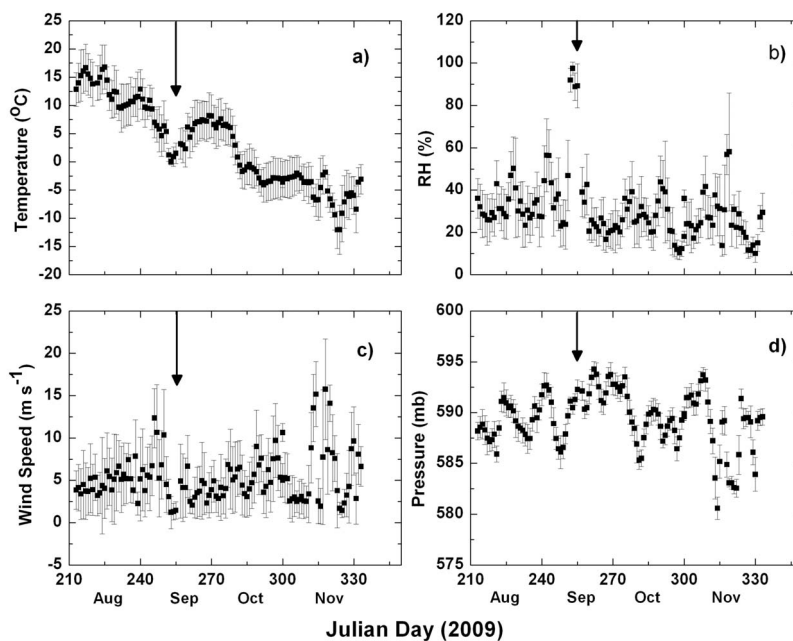 a)
Temperature (°C)
25
20
15
10
5
0
-5
-10
-15
-20
b)
RH (%)
120
100
80
60
40
20
0
c)
Wind Speed (m s⁻¹)
25
20
15
10
5
0
-5
210 240 270 300 330
Aug Sep Oct Nov
d)
Pressure (mb)
600
595
590
585
580
575
210 240 270 300 330
Aug Sep Oct Nov
Julian Day (2009)